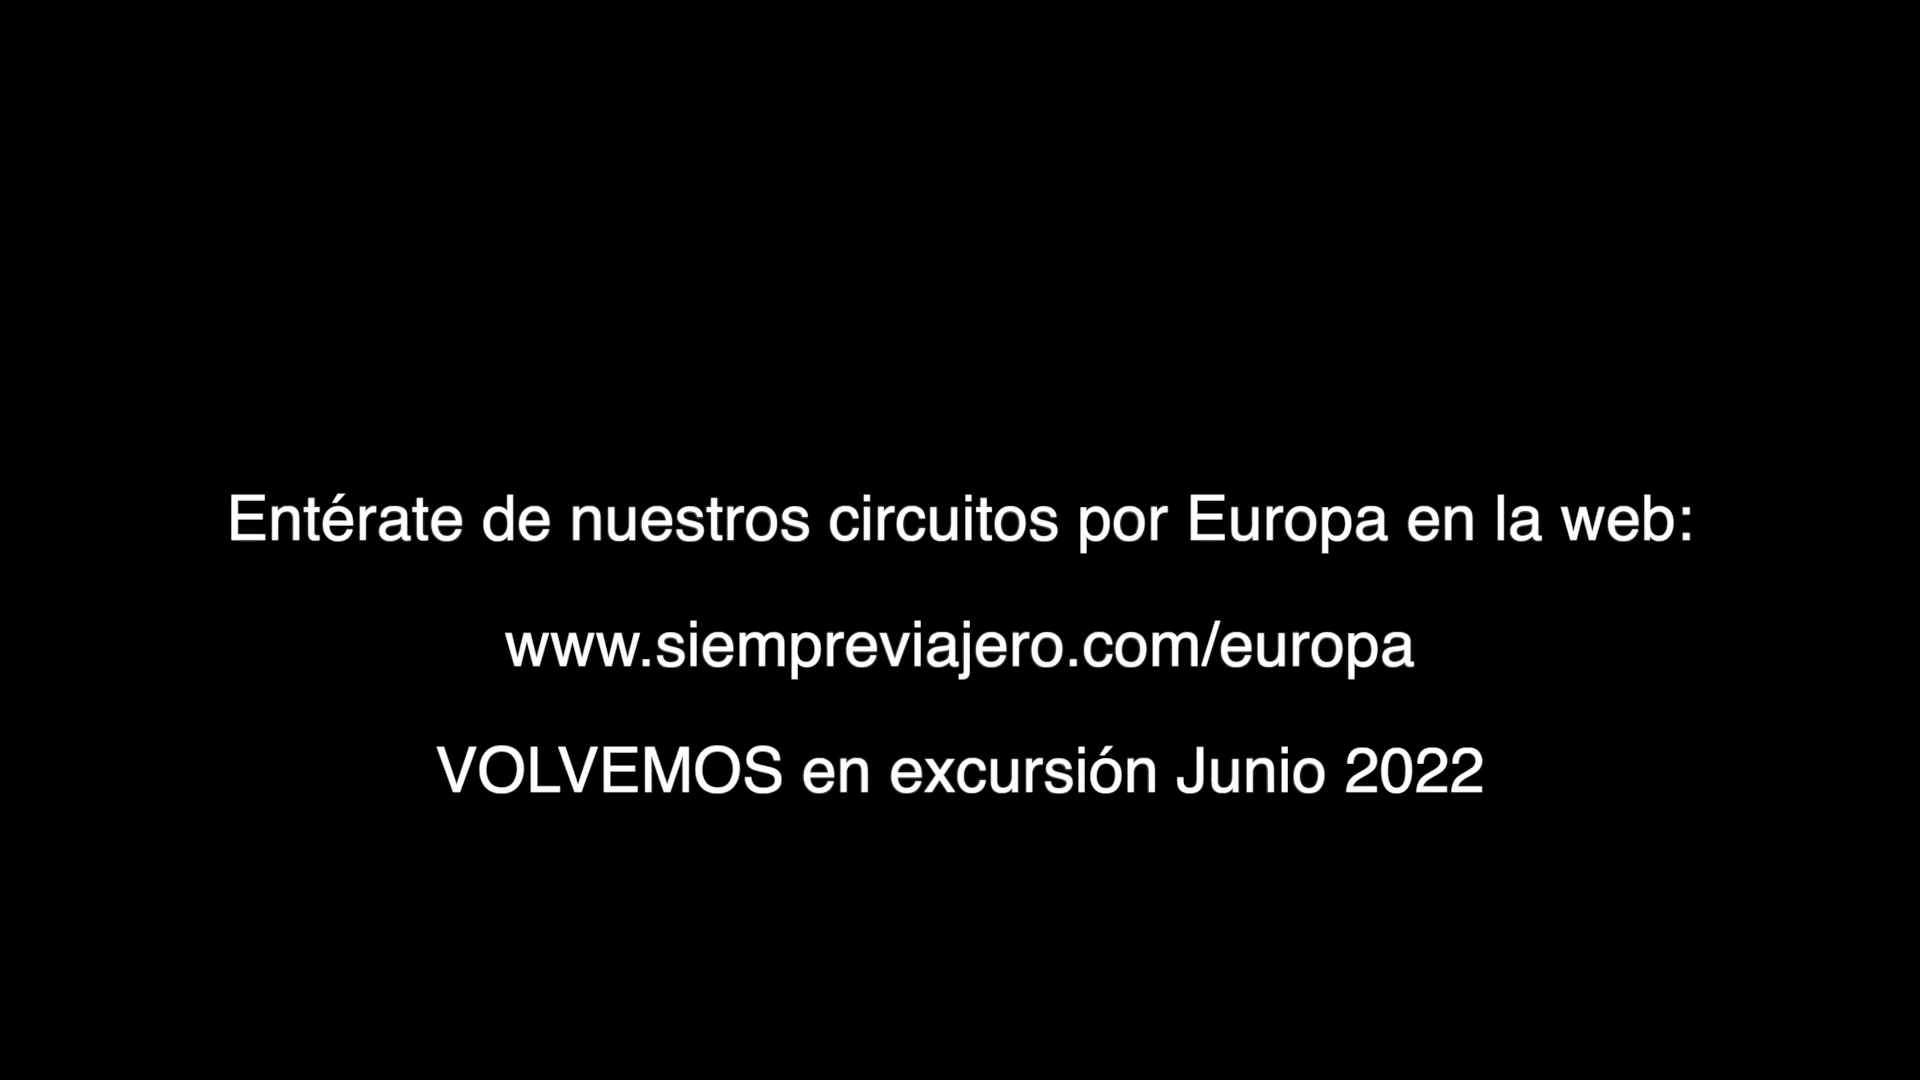 Entérate de nuestros circuitos por Europa en la web:
www.siempreviajero.com/europa
VOLVEMOS en excursión Junio 2022